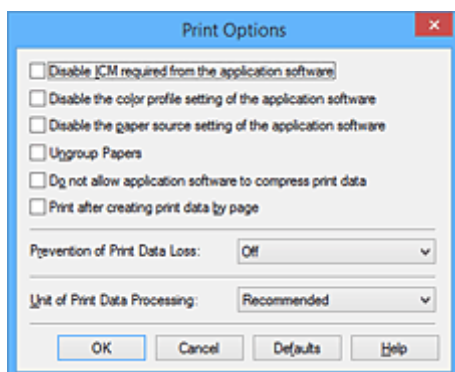 Print Options
Disable ICM required from the application software
Disable the color profile setting of the application software
Disable the paper source setting of the application software
Ungroup Papers
Do not allow application software to compress print data
Print after creating print data by page
Prevention of Print Data Loss: Off
Unit of Print Data Processing: Recommended
OK Cancel Defaults Help